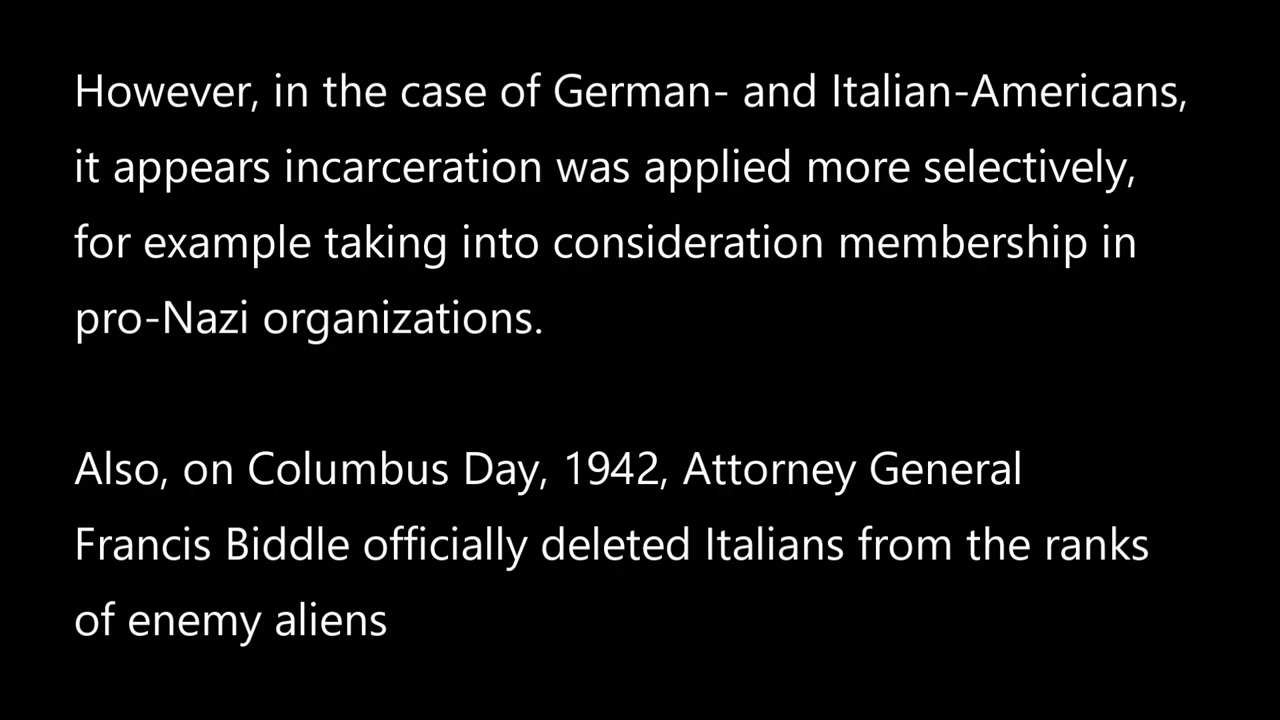 However, in the case of German- and Italian-Americans,
it appears incarceration was applied more selectively,
for example taking into consideration membership in
pro-Nazi organizations.
Also, on Columbus Day, 1942, Attorney General
Francis Biddle officially deleted Italians from the ranks
of enemy aliens